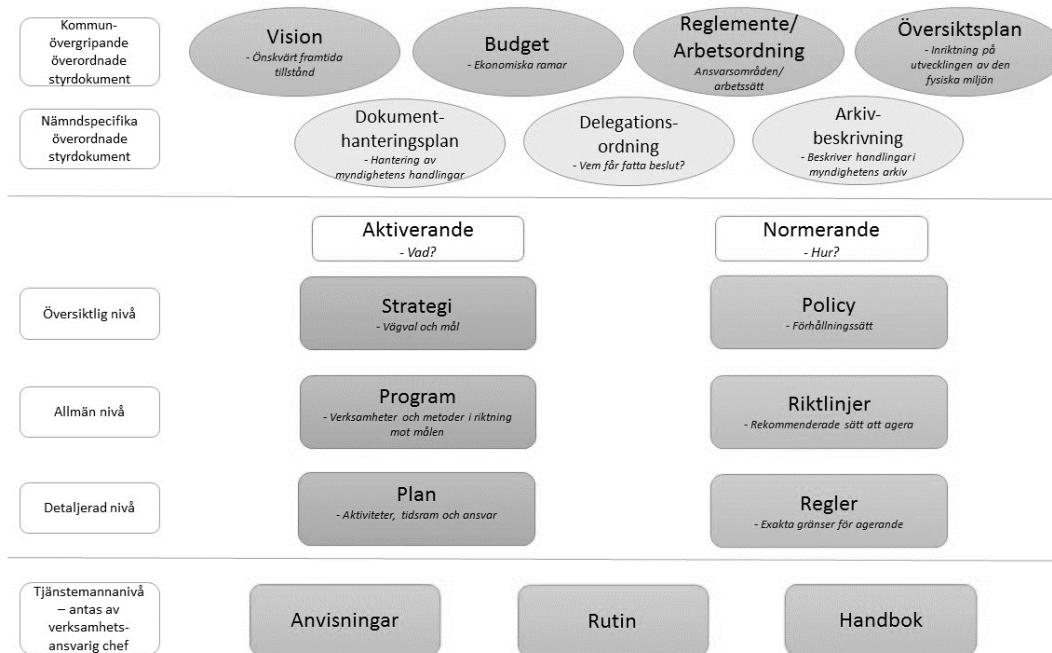 Kommun-
övergripande
överordnade
styrdokument
Vision
- Önskvärt framtida
tillstånd
Budget
- Ekonomiska ramar
Reglemente/
Arbetsordning
Ansvarsområden/
arbetssätt
Översiktsplan
- Inriktning på
utvecklingen av den
fysiska miljön
Nämndspecifika
överordnade
styrdokument
Dokument-
hanteringsplan
- Hantering av
myndighetens handlingar
Delegations-
ordning
- Vem får fatta beslut?
Arkiv-
beskrivning
- Beskriver handlingar i
myndighetens arkiv
Aktiverande
- Vad?
Normerande
- Hur?
Översiktlig nivå
Strategi
- Vägval och mål
Policy
- Förhållningssätt
Allmän nivå
Program
- Verksamheter och metoder i riktning
mot målen
Riktlinjer
- Rekommenderade sätt att agera
Detaljerad nivå
Plan
- Aktiviteter, tidsram och ansvar
Regler
- Exakta gränser för agerande
Tjänstemannanivå
– antas av
verksamhets-
ansvarig chef
Anvisningar
Rutin
Handbok